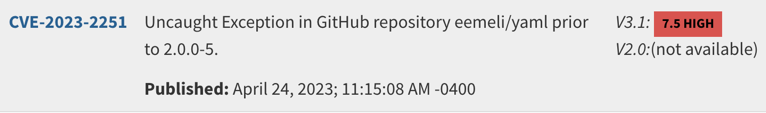 CVE-2023-2251 Uncaught Exception in GitHub repository eemeli/yaml prior V3.1: 7.5 HIGH
to 2.0.0-5. V2.0:(not available)
Published: April 24, 2023; 11:15:08 AM -0400